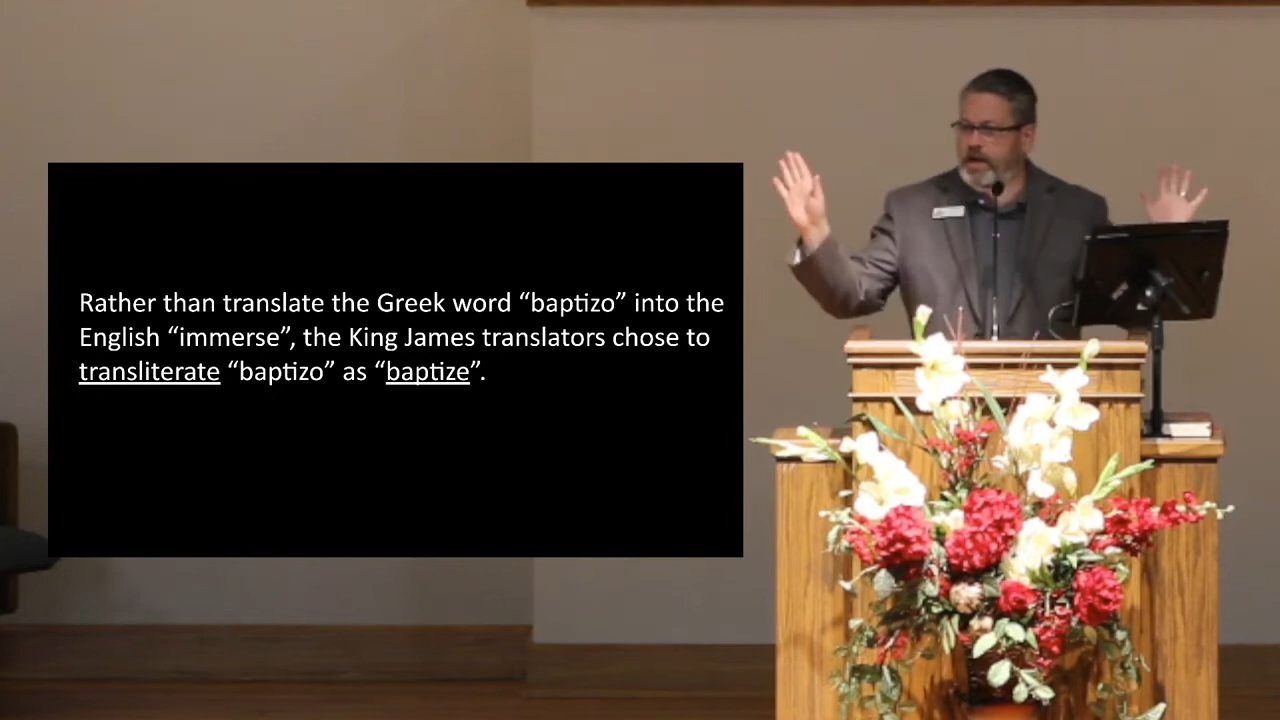 Rather than translate the Greek word “baptizo” into the
English “immerse”, the King James translators chose to
transliterate “baptizo” as “baptize”.